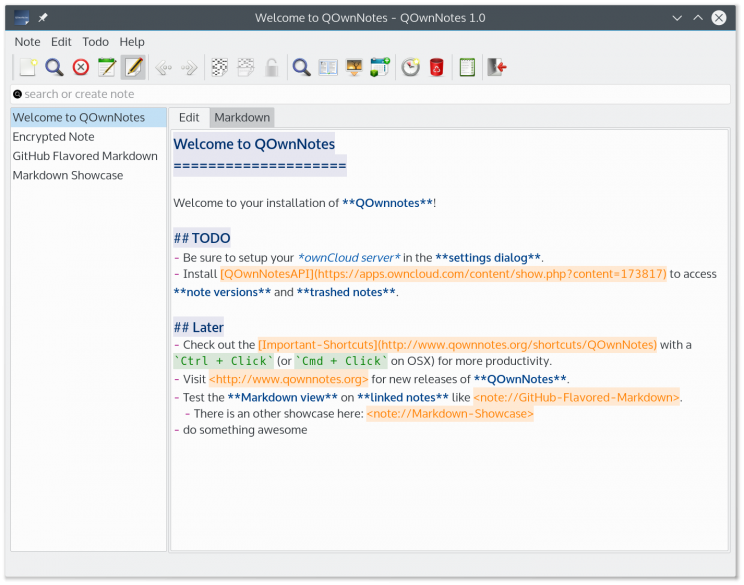 Welcome to QOwnNotes - QOwnNotes 1.0
Note Edit Todo Help
search or create note
Welcome to QOwnNotes
Encrypted Note
GitHub Flavored Markdown
Markdown Showcase
Edit Markdown
Welcome to QOwnNotes
====================
Welcome to your installation of **QOwnnotes**!
## TODO
- Be sure to setup your *ownCloud server* in the **settings dialog**.
- Install [QOwnNotesAPI](https://apps.owncloud.com/content/show.php?content=173817) to access
**note versions** and **trashed notes**.
## Later
- Check out the [Important-Shortcuts](http://www.qownnotes.org/shortcuts/QOwnNotes) with a
`Ctrl + Click` (or `Cmd + Click` on OSX) for more productivity.
- Visit <http://www.qownnotes.org> for new releases of **QOwnNotes**.
- Test the **Markdown view** on **linked notes** like <note://GitHub-Flavored-Markdown>.
- There is an other showcase here: <note://Markdown-Showcase>
- do something awesome